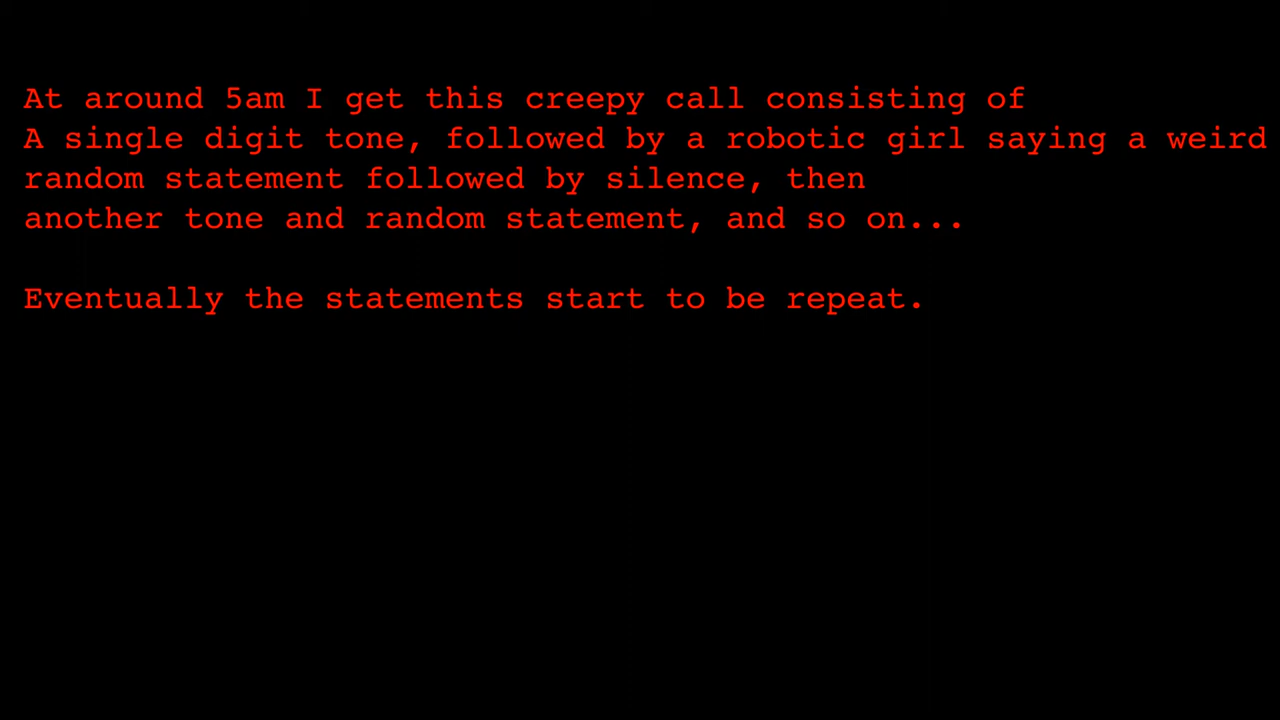 At around 5am I get this creepy call consisting of
A single digit tone, followed by a robotic girl saying a weird
random statement followed by silence, then
another tone and random statement, and so on...
Eventually the statements start to be repeat.